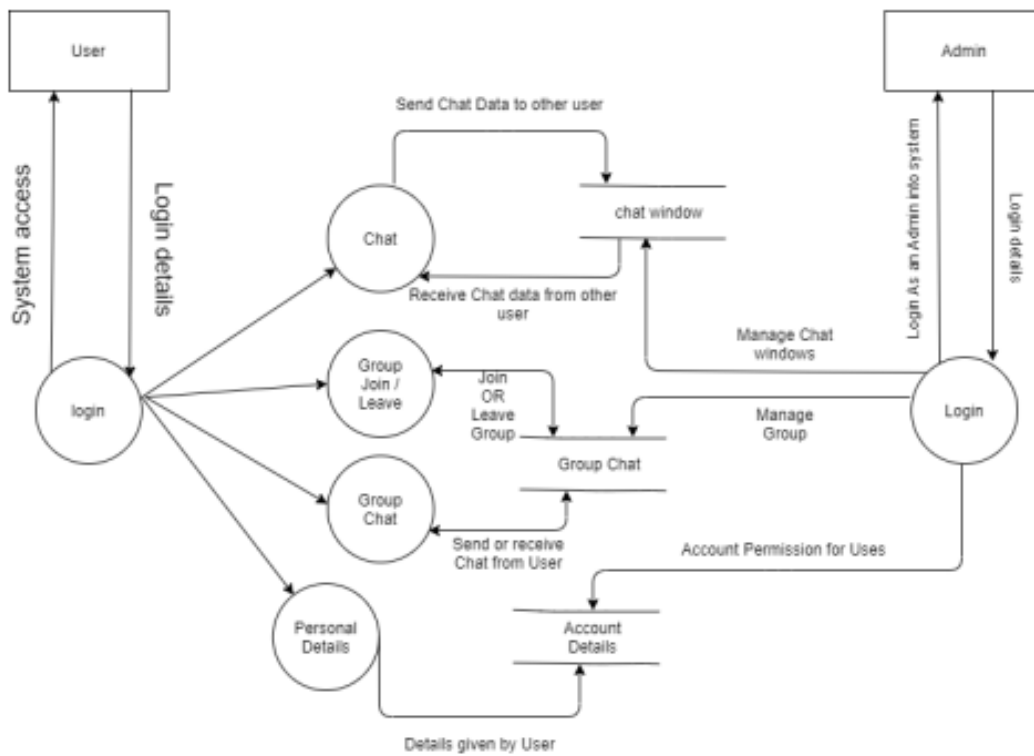 User
Admin
Send Chat Data to other user
System access
Login details
Login As an Admin into system
Login details
chat window
Chat
Receive Chat data from other
user
Manage Chat
windows
Group
Join /
Leave
Join
OR
Leave
Group
login
Manage
Group
Login
Group Chat
Group
Chat
Send or receive
Chat from User
Account Permission for Uses
Personal
Details
Account
Details
Details given by User